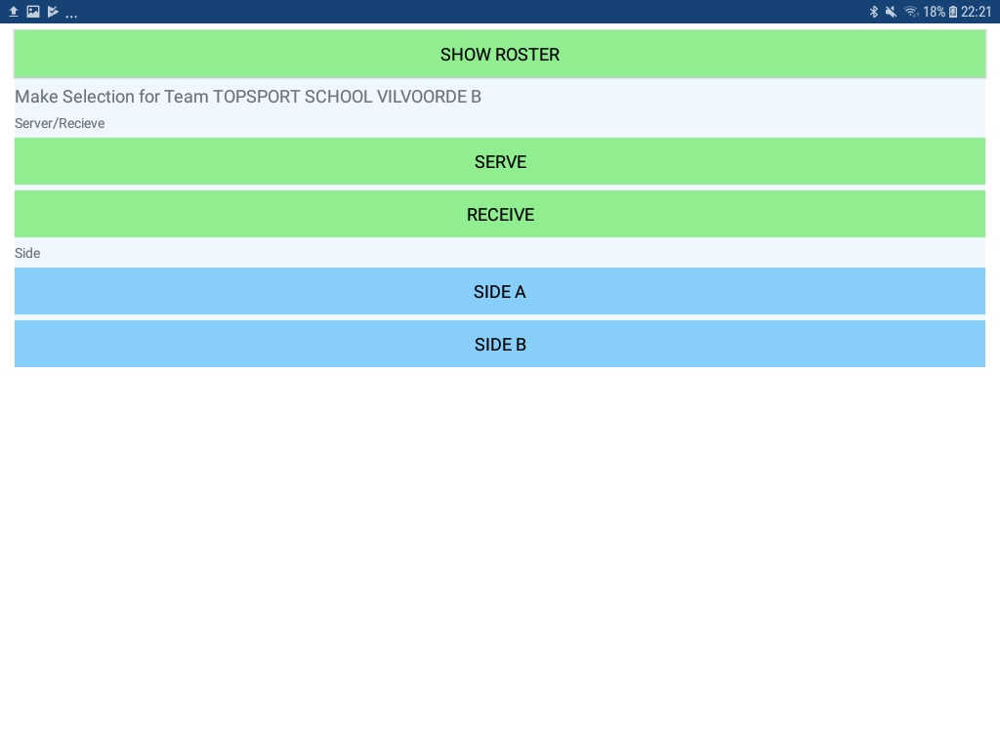 ... 18% 22:21
SHOW ROSTER
Make Selection for Team TOPSPORT SCHOOL VILVOORDE B
Server/Recieve
SERVE
RECEIVE
Side
SIDE A
SIDE B